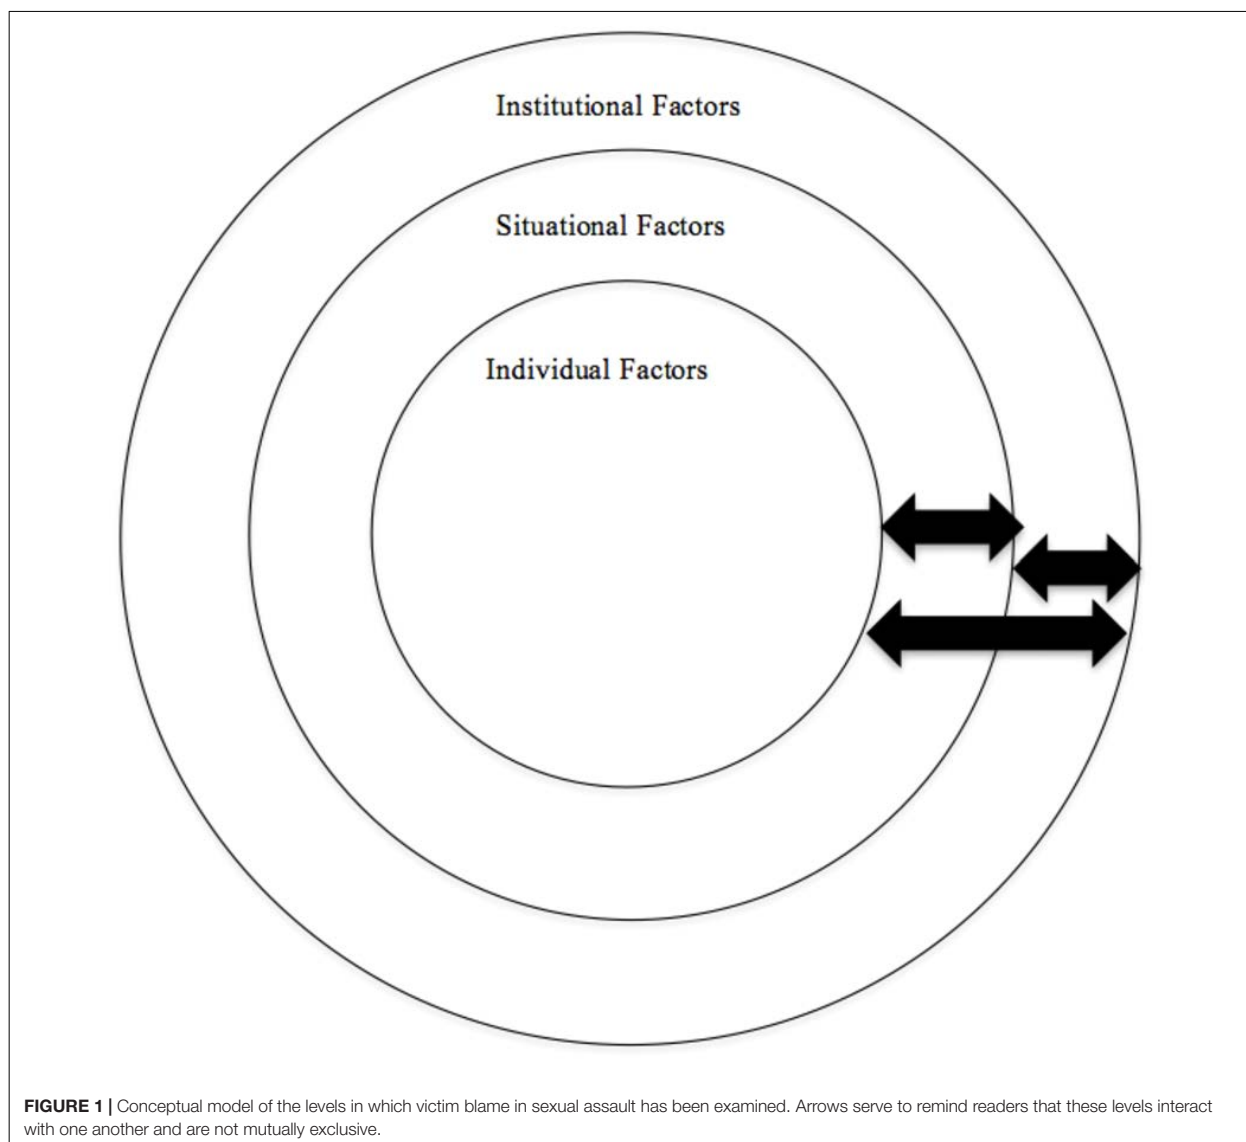 Institutional Factors
Situational Factors
Individual Factors
FIGURE 1 | Conceptual model of the levels in which victim blame in sexual assault has been examined. Arrows serve to remind readers that these levels interact
with one another and are not mutually exclusive.